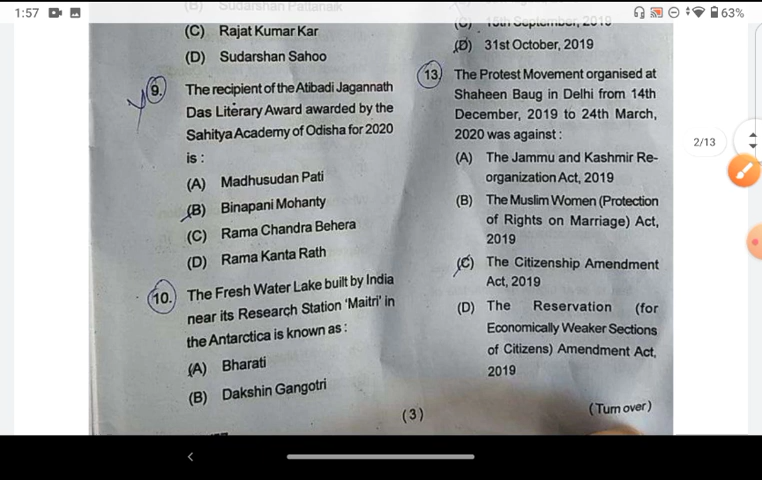 1:57
63%
(B) Sudarshan Pattanaik
(C) Rajat Kumar Kar
(D) Sudarshan Sahoo
9. The recipient of the Atibadi Jagannath
Das Literary Award awarded by the
Sahitya Academy of Odisha for 2020
is :
(A) Madhusudan Pati
(B) Binapani Mohanty
(C) Rama Chandra Behera
(D) Rama Kanta Rath
10. The Fresh Water Lake built by India
near its Research Station 'Maitri' in
the Antarctica is known as :
(A) Bharati
(B) Dakshin Gangotri
(C) 15th September, 2019
(D) 31st October, 2019
13. The Protest Movement organised at
Shaheen Baug in Delhi from 14th
December, 2019 to 24th March,
2020 was against :
(A) The Jammu and Kashmir Re-
organization Act, 2019
(B) The Muslim Women (Protection
of Rights on Marriage) Act,
2019
(C) The Citizenship Amendment
Act, 2019
(D) The Reservation (for
Economically Weaker Sections
of Citizens) Amendment Act,
2019
(3)
(Turn over)
2/13